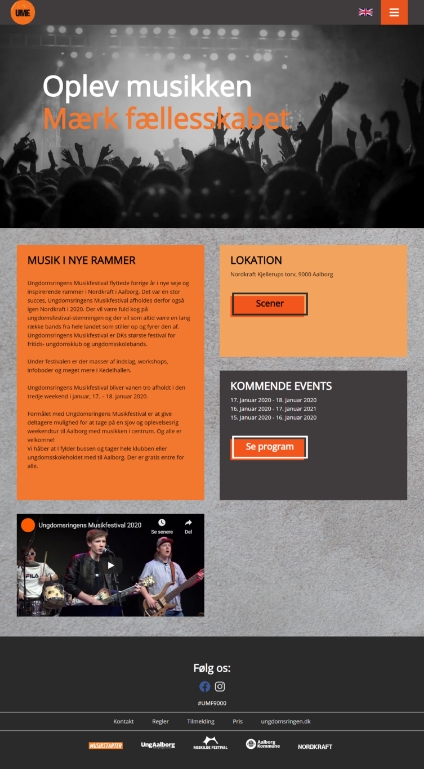 UMF
Oplev musikken
Mærk fællesskabet
MUSIK I NYE RAMMER
Ungdomsringens Musikfestival flyttede forrige år i nye seje og
inspirerende rammer i Nordkraft i Aalborg. Det var en stor
succes, Ungdomsringens Musikfestival afholdes derfor også
igen Nordkraft i 2020. Der vil være fuld knald på
ungdomsfestival-stemningen og der vil som altid være en lang
række bands fra hele landet som stiller op og fyrer den af.
Ungdomsringens Musikfestival er DKs største festival for
fritids- ungdomsklub og ungdomsskolebands.
Under festivalen er der masser af indslag, workshops,
infoboder og meget mere i Kedelhallen.
Ungdomsringens Musikfestival bliver vanen tro afholdt i den
tredje weekend i januar, 17. - 18. januar 2020.
Formålet med Ungdomsringens Musikfestival er at give
deltagere mulighed for at tage på en sjov og oplevelsesrig
weekendtur til Aalborg med musikken i centrum. Og alle er
velkomne!
Vi håber at I fylder bussen og tager hele klubben eller
ungdomsskoleholdet med til Aalborg. Der er gratis entre for
alle.
LOKATION
Nordkraft Kjellerups torv, 9000 Aalborg
Scener
KOMMENDE EVENTS
17. januar 2020 - 18. januar 2020
16. januar 2020 - 17. januar 2021
15. januar 2020 - 16. januar 2020
Se program
Ungdomsringens Musikfestival 2020
Se senere
Del
FILA
Følg os:
#UMF9000
Kontakt Regler Tilmelding Pris ungdomsringen.dk
MUSIKSTARTER UngAalborg ROSKILDE FESTIVAL Aalborg Kommune NORDKRAFT